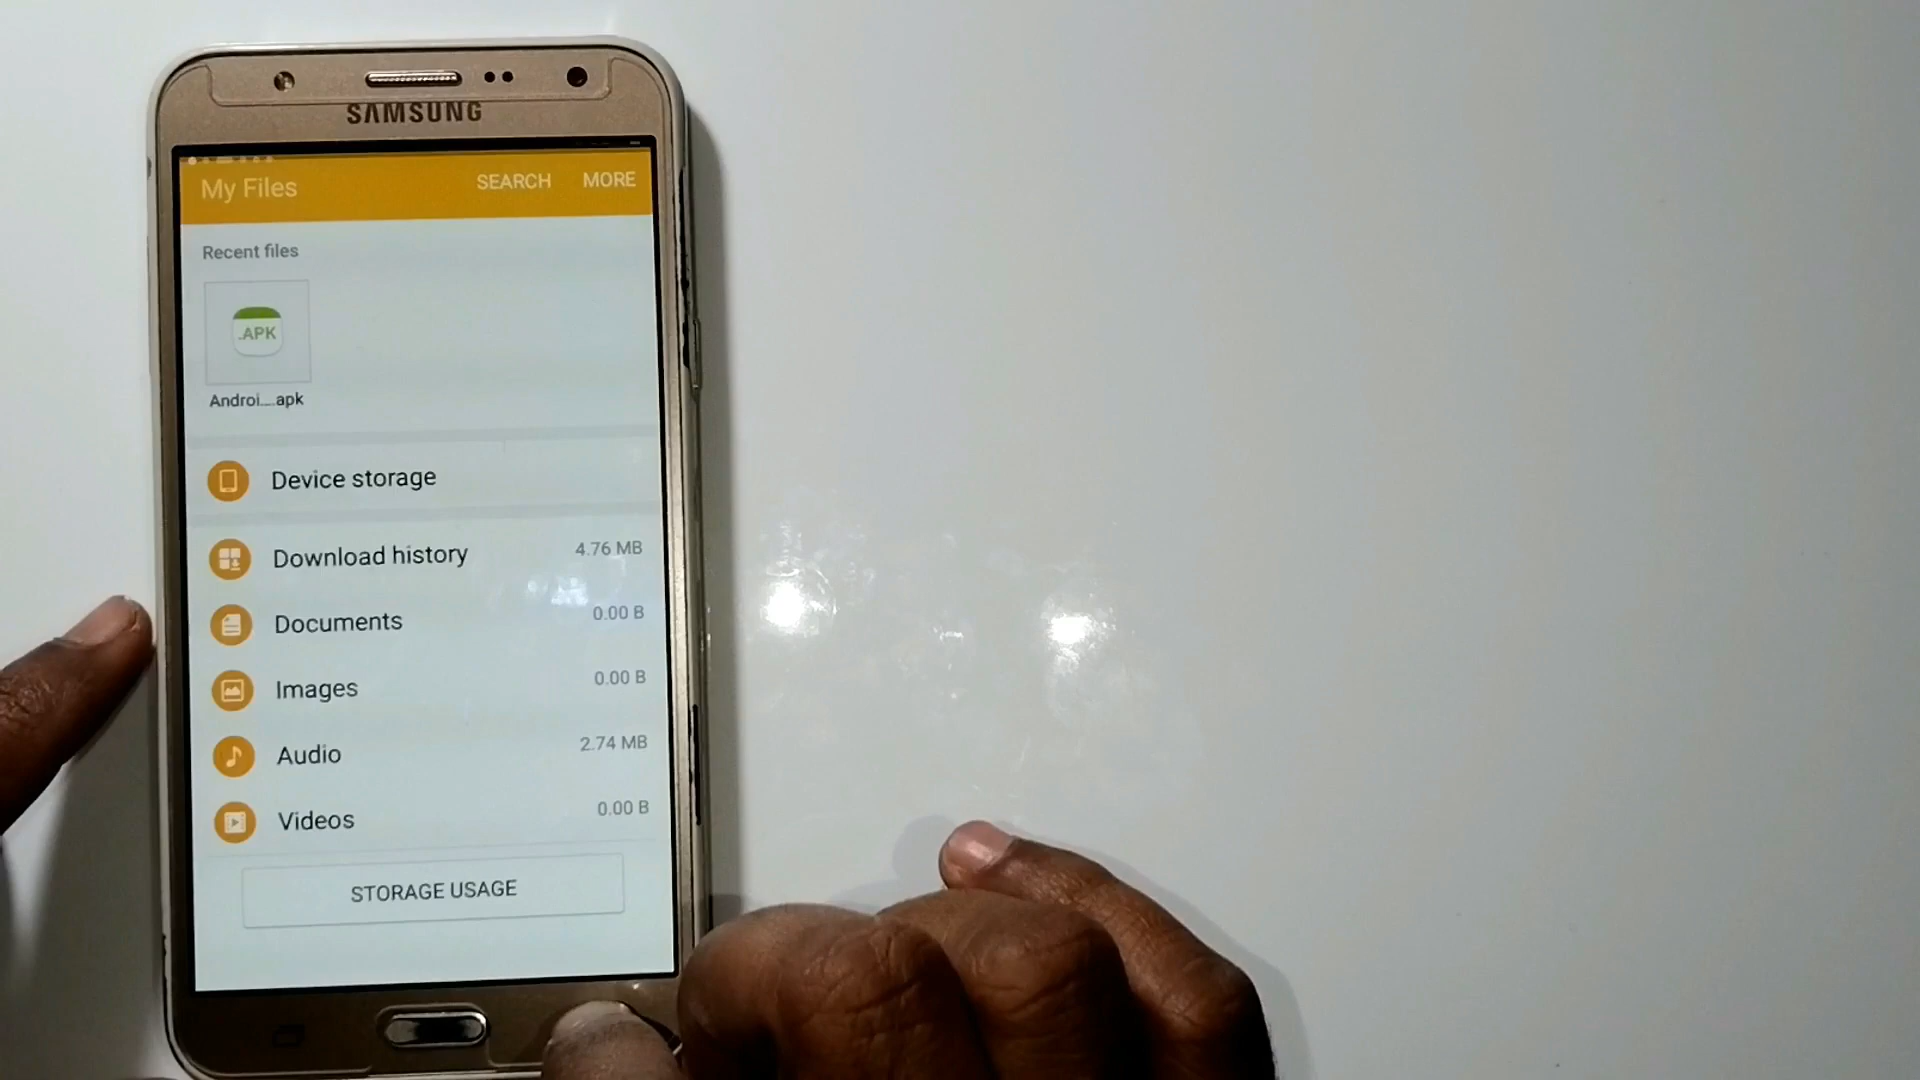 SAMSUNG
My Files
SEARCH
MORE
Recent files
.APK
Androi....apk
Device storage
Download history
4.76 MB
Documents
0.00 B
Images
0.00 B
Audio
2.74 MB
Videos
0.00 B
STORAGE USAGE